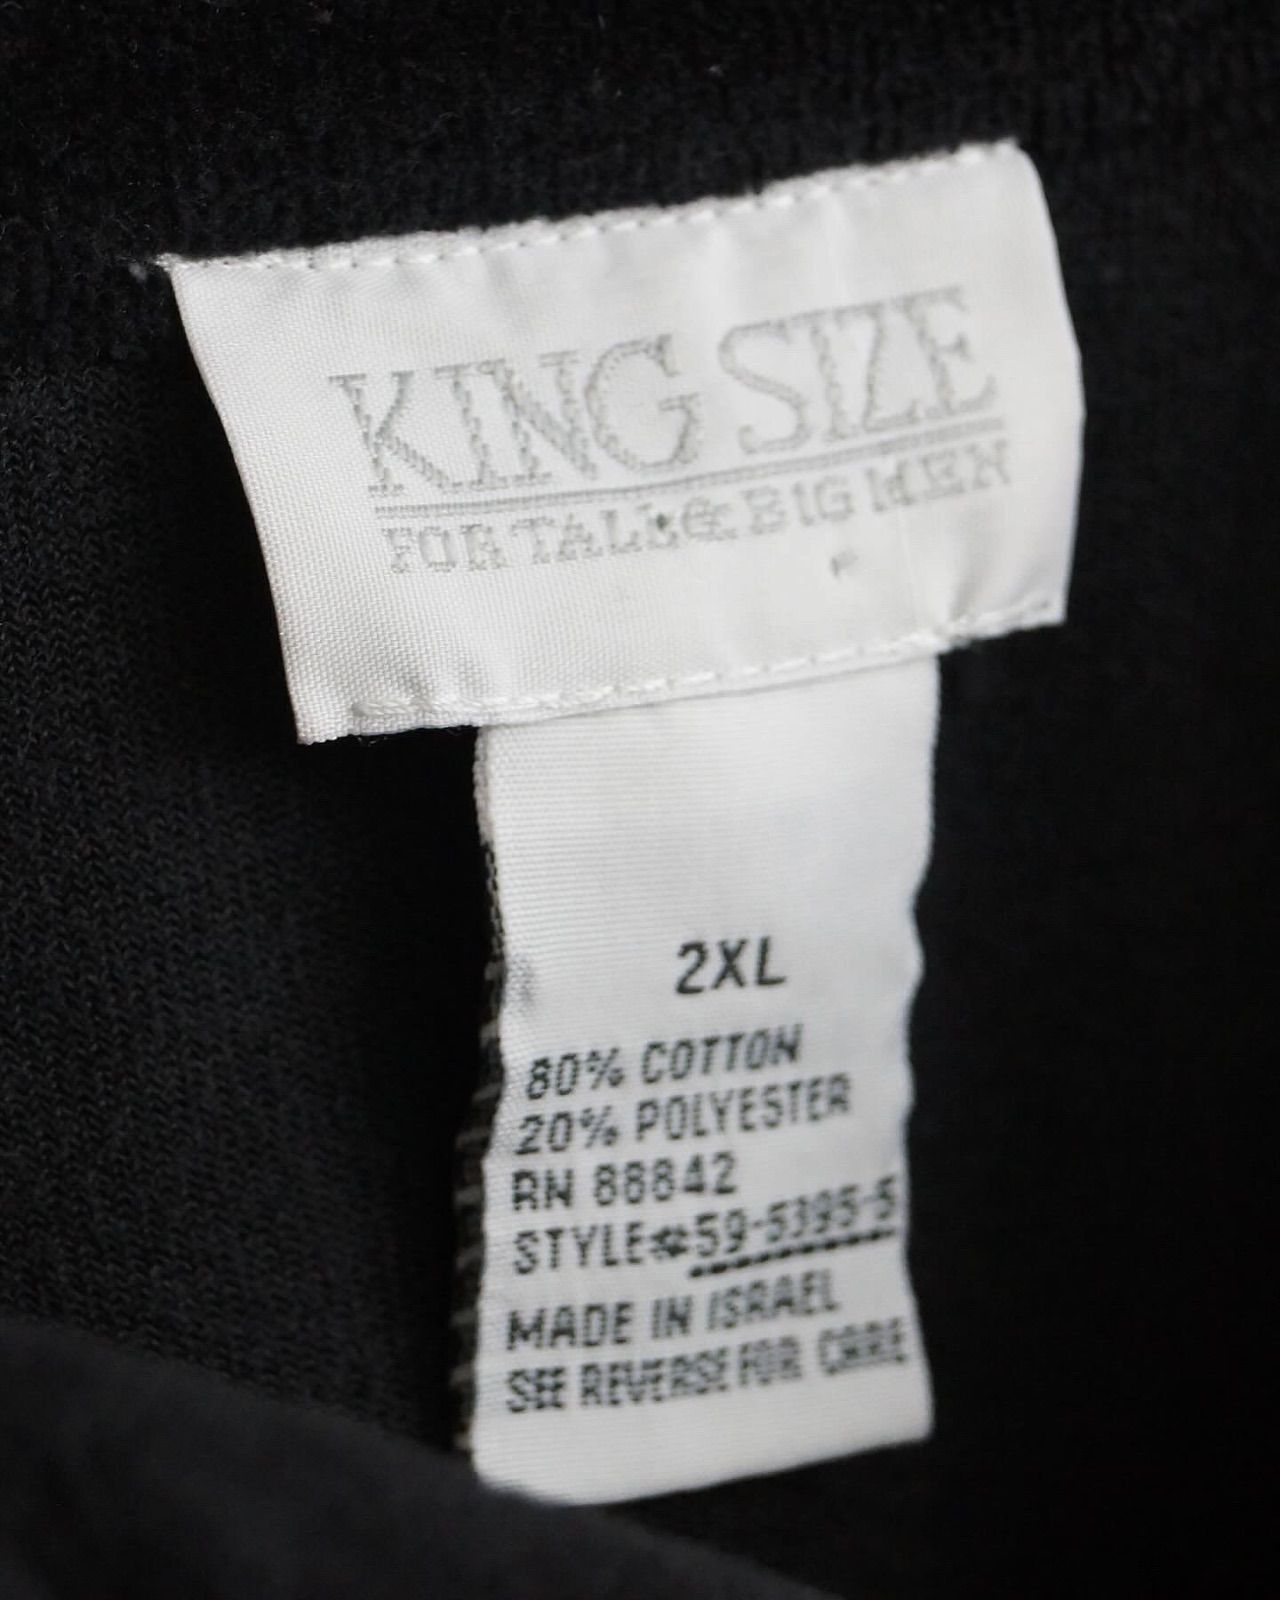 KING SIZE
FOR TALL & BIG MEN
2XL
80% COTTON
20% POLYESTER
RN 88842
STYLE#59-5395-5
MADE IN ISRAEL
SEE REVERSE FOR CARE